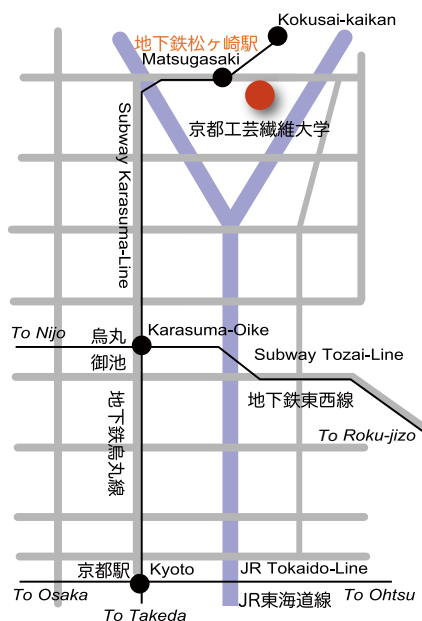 Kokusai-kaikan
地下鉄松ヶ崎駅
Matsugasaki
京都工芸繊維大学
Subway Karasuma-Line
To Nijo
烏丸
御池
Karasuma-Oike
Subway Tozai-Line
地下鉄東西線
To Roku-jizo
地下鉄烏丸線
京都駅
Kyoto
JR Tokaido-Line
To Osaka
JR東海道線
To Ohtsu
To Takeda